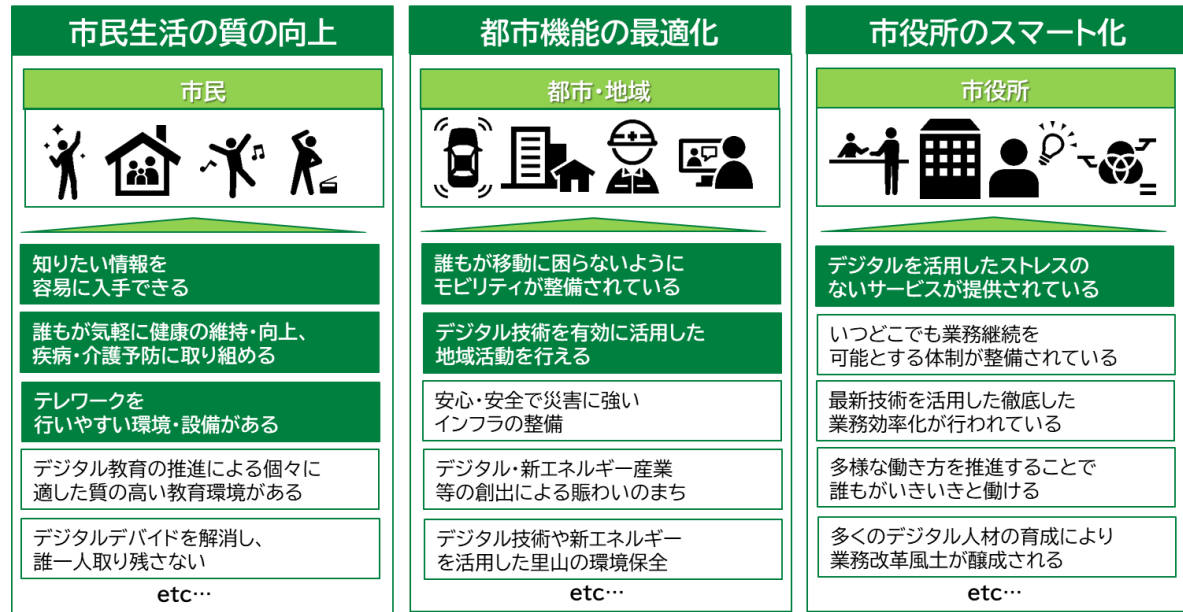 市民生活の質の向上
市民
知りたい情報を
容易に入手できる
誰もが気軽に健康の維持・向上、
疾病・介護予防に取り組める
テレワークを
行いやすい環境・設備がある
デジタル教育の推進による個々に
適した質の高い教育環境がある
デジタルデバイドを解消し、
誰一人取り残さない
etc…
都市機能の最適化
都市・地域
誰もが移動に困らないように
モビリティが整備されている
デジタル技術を有効に活用した
地域活動を行える
安心・安全で災害に強い
インフラの整備
デジタル・新エネルギー産業
等の創出による賑わいのまち
デジタル技術や新エネルギー
を活用した里山の環境保全
etc…
市役所のスマート化
市役所
デジタルを活用したストレスの
ないサービスが提供されている
いつどこでも業務継続を
可能とする体制が整備されている
最新技術を活用した徹底した
業務効率化が行われている
多様な働き方を推進することで
誰もがいきいきと働ける
多くのデジタル人材の育成により
業務改革風土が醸成される
etc…